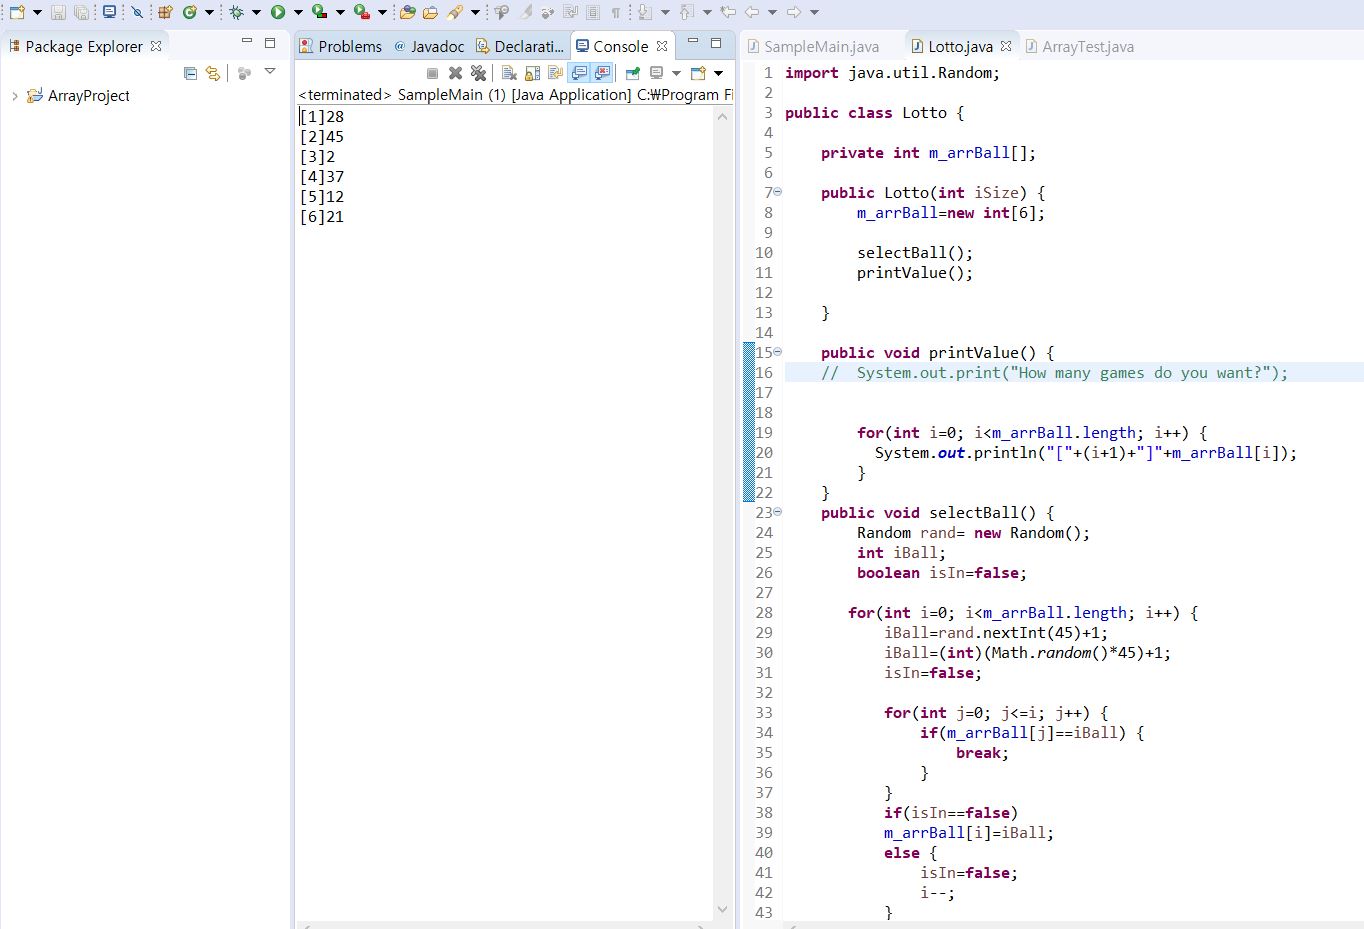 Package Explorer
ArrayProject
Problems @ Javadoc Declarati... Console
<terminated> SampleMain (1) [Java Application] C:₩Program Fi
[1]28
[2]45
[3]2
[4]37
[5]12
[6]21
SampleMain.java Lotto.java ArrayTest.java
1 import java.util.Random;
2
3 public class Lotto {
4
5 private int m_arrBall[];
6
7 public Lotto(int iSize) {
8 m_arrBall=new int[6];
9
10 selectBall();
11 printValue();
12
13 }
14
15 public void printValue() {
16 // System.out.print("How many games do you want?");
17
18
19 for(int i=0; i<m_arrBall.length; i++) {
20 System.out.println("["+(i+1)+"]"+m_arrBall[i]);
21 }
22 }
23 public void selectBall() {
24 Random rand= new Random();
25 int iBall;
26 boolean isIn=false;
27
28 for(int i=0; i<m_arrBall.length; i++) {
29 iBall=rand.nextInt(45)+1;
30 iBall=(int)(Math.random()*45)+1;
31 isIn=false;
32
33 for(int j=0; j<=i; j++) {
34 if(m_arrBall[j]==iBall) {
35 break;
36 }
37 }
38 if(isIn==false)
39 m_arrBall[i]=iBall;
40 else {
41 isIn=false;
42 i--;
43 }